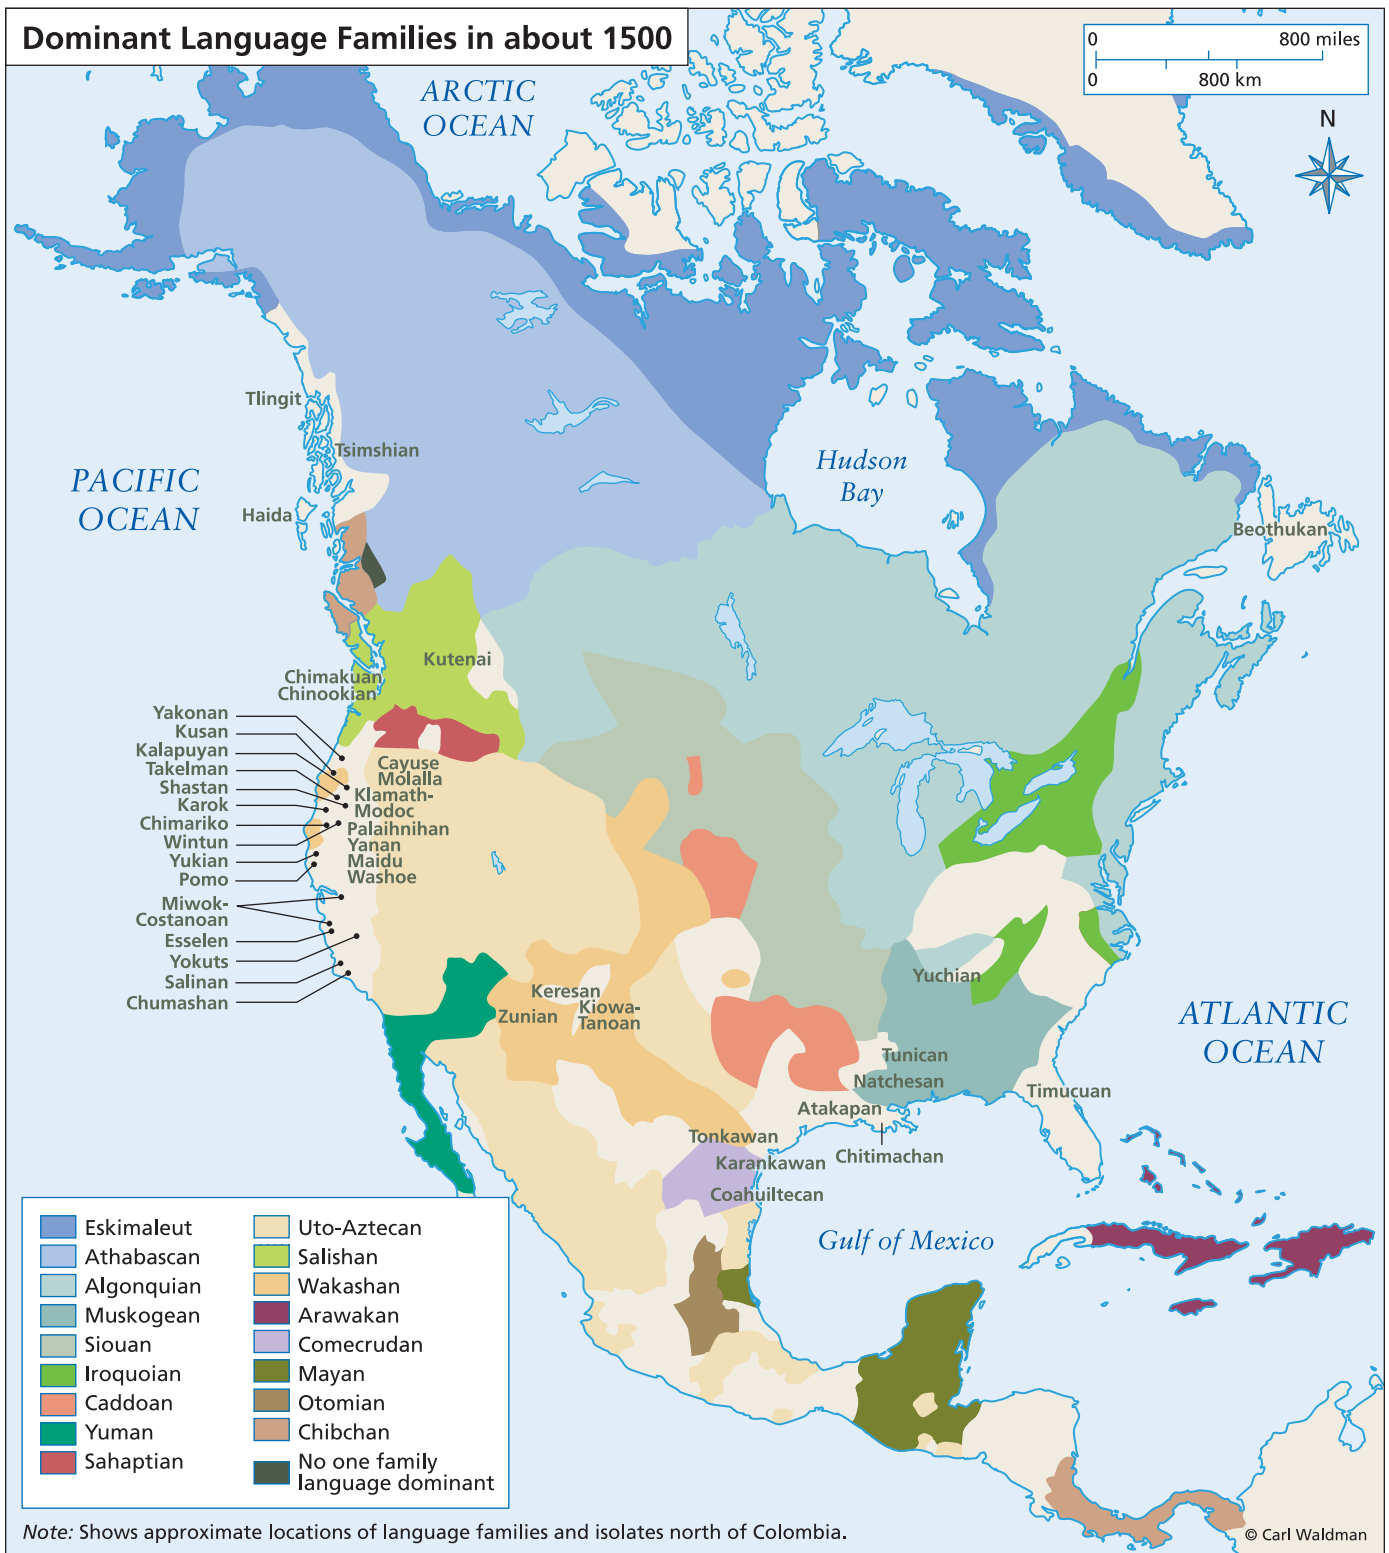 Dominant Language Families in about 1500
0 800 miles
0 800 km
N
ARCTIC
OCEAN
PACIFIC
OCEAN
Hudson
Bay
ATLANTIC
OCEAN
Gulf of Mexico
Tlingit
Tsimshian
Haida
Beothukan
Kutenai
Chimakuan
Chinookian
Yakonan
Kusan
Kalapuyan
Takelman
Shastan
Karok
Chimariko
Wintun
Yukian
Pomo
Miwok-
Costanoan
Esselen
Yokuts
Salinan
Chumashan
Cayuse
Molalla
Klamath-
Modoc
Palaihnihan
Yanan
Maidu
Washoe
Keresan
Kiowa-
Tanoan
Zunian
Yuchian
Tunican
Natchesan
Timucuan
Atakapan
Chitimachan
Tonkawan
Karankawan
Coahuiltecan
Eskimaleut
Athabascan
Algonquian
Muskogean
Siouan
Iroquoian
Caddoan
Yuman
Sahaptian
Uto-Aztecan
Salishan
Wakashan
Arawakan
Comecrudan
Mayan
Otomian
Chibchan
No one family
language dominant
Note: Shows approximate locations of language families and isolates north of Colombia.
© Carl Waldman